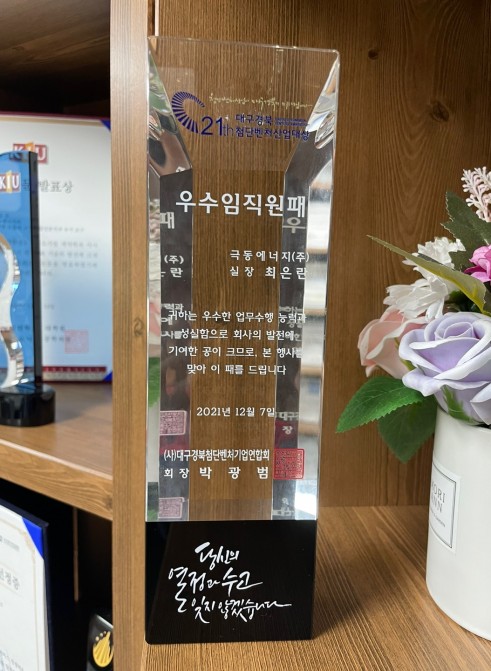 21th 대구경북
첨단벤처산업대상
우수임직원패
극동에너지(주)
실장 최은란
귀하는 우수한 업무수행 능력과
성실함으로 회사의 발전에
기여한 공이 크므로, 본 행사를
맞아 이 패를 드립니다
2021년 12월 7일
(사)대구경북첨단벤처기업연합회
회장 박광범
당신의
열정과 수고
잊지 않겠습니다
KIU
발표상